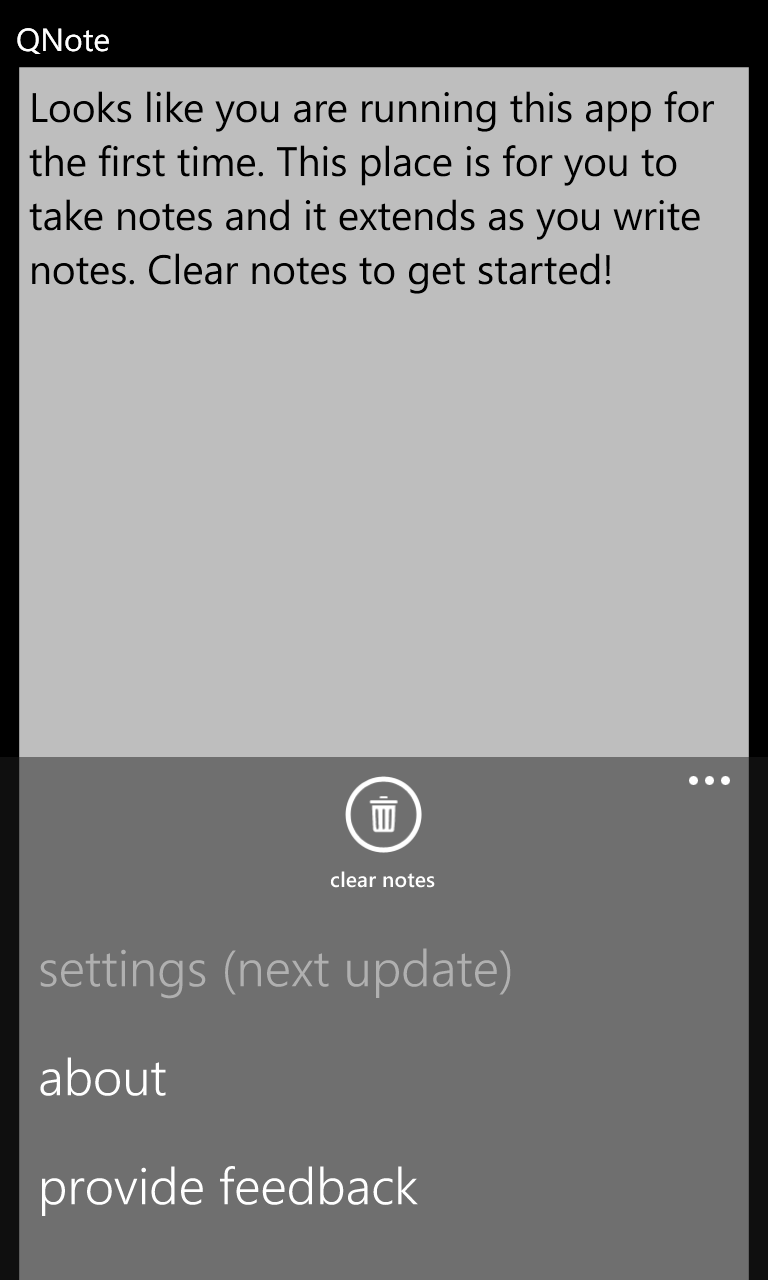 QNote
Looks like you are running this app for
the first time. This place is for you to
take notes and it extends as you write
notes. Clear notes to get started!
clear notes
settings (next update)
about
provide feedback